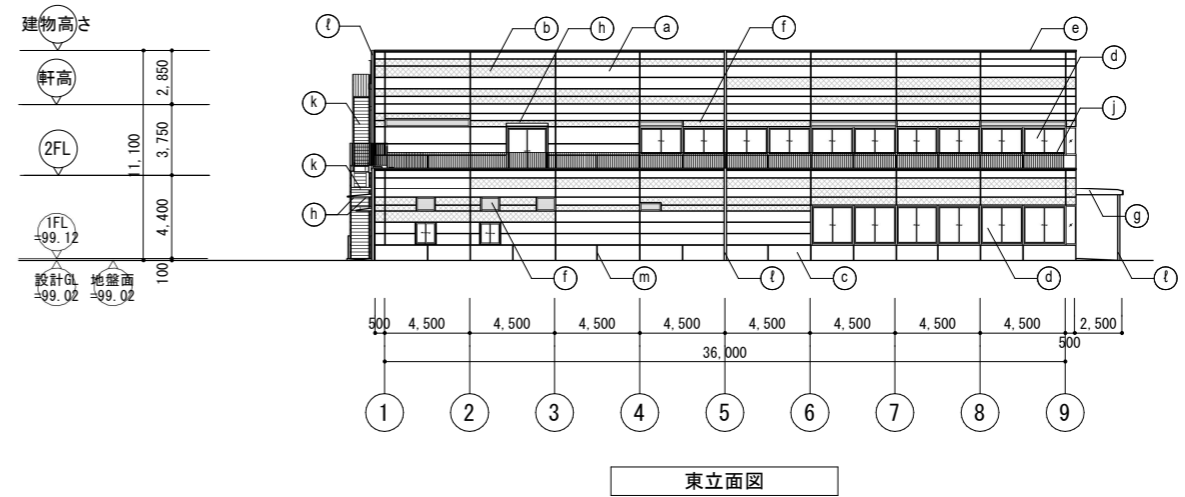 建物高さ
ℓ
b
h
a
f
e
軒高
2,850
d
k
j
3,750
11,100
2FL
k
h
g
1FL
=99.12
4,400
設計GL
=99.02
地盤面
=99.02
100
f
m
ℓ
c
d
ℓ
500
4,500
4,500
4,500
4,500
4,500
4,500
4,500
4,500
2,500
500
36,000
1
2
3
4
5
6
7
8
9
東立面図